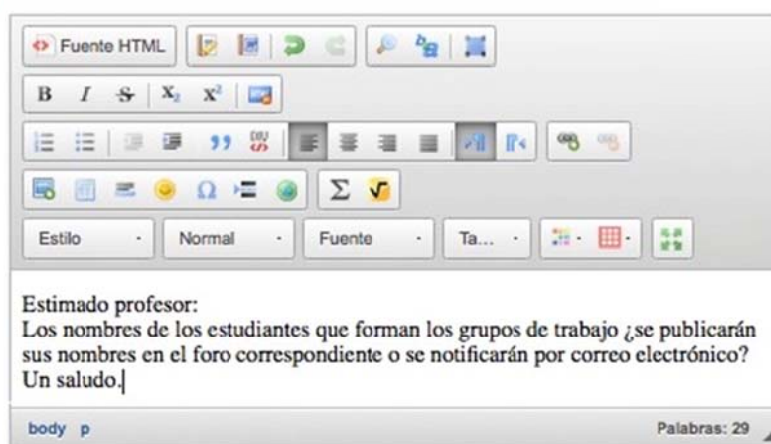 Fuente HTML
B I S X₂ X²
Estilo Normal Fuente Ta...
Estimado profesor:
Los nombres de los estudiantes que forman los grupos de trabajo ¿se publicarán
sus nombres en el foro correspondiente o se notificarán por correo electrónico?
Un saludo.
body p Palabras: 29